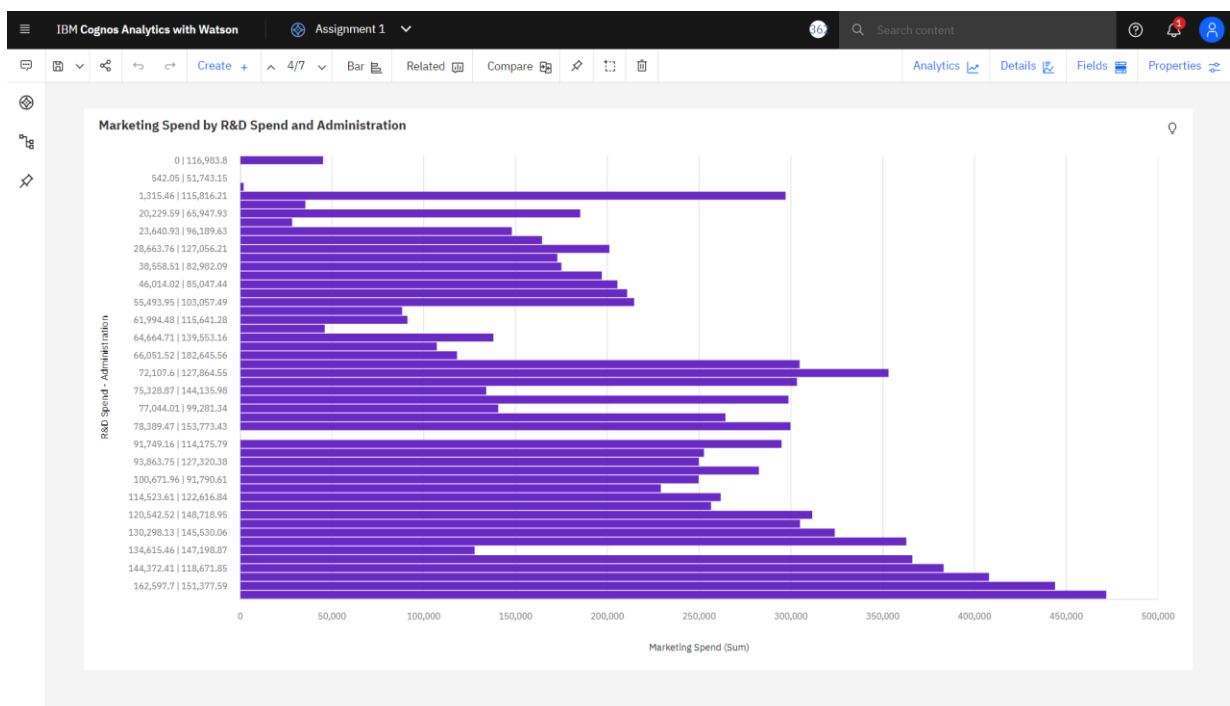 IBM Cognos Analytics with Watson
Assignment 1
362
Search content
1
Create +
4/7
Bar
Related
Compare
Analytics
Details
Fields
Properties
Marketing Spend by R&D Spend and Administration
0 | 116,983.8
542.05 | 51,743.15
1,315.46 | 115,816.21
20,229.59 | 65,947.93
23,640.93 | 96,189.63
28,663.76 | 127,056.21
38,558.51 | 82,982.09
46,014.02 | 85,047.44
55,493.95 | 103,057.49
61,994.48 | 115,641.28
64,664.71 | 139,553.16
66,051.52 | 182,645.56
72,107.6 | 127,864.55
75,328.87 | 144,135.98
77,044.01 | 99,281.34
78,389.47 | 153,773.43
91,749.16 | 114,175.79
93,863.75 | 127,320.38
100,671.96 | 91,790.61
114,523.61 | 122,616.84
120,542.52 | 148,718.95
130,298.13 | 145,530.06
134,615.46 | 147,198.87
144,372.41 | 118,671.85
162,597.7 | 151,377.59
R&D Spend - Administration
0 50,000 100,000 150,000 200,000 250,000 300,000 350,000 400,000 450,000 500,000
Marketing Spend (Sum)